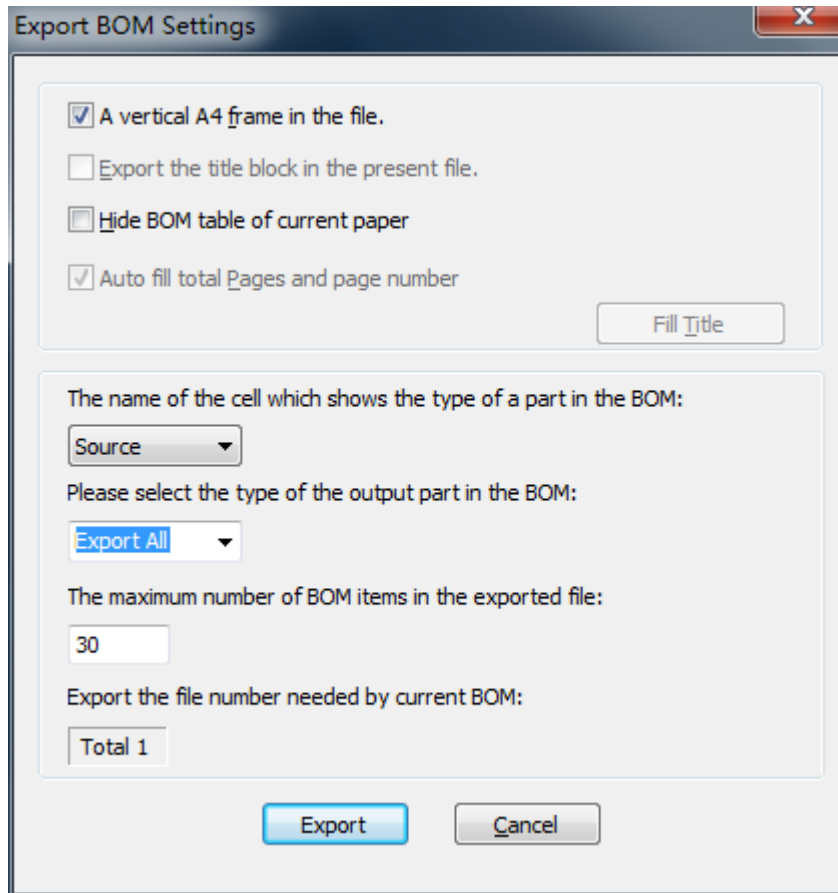 Export BOM Settings
A vertical A4 frame in the file.
Export the title block in the present file.
Hide BOM table of current paper
Auto fill total Pages and page number
Fill Title
The name of the cell which shows the type of a part in the BOM:
Source
Please select the type of the output part in the BOM:
Export All
The maximum number of BOM items in the exported file:
30
Export the file number needed by current BOM:
Total 1
Export
Cancel